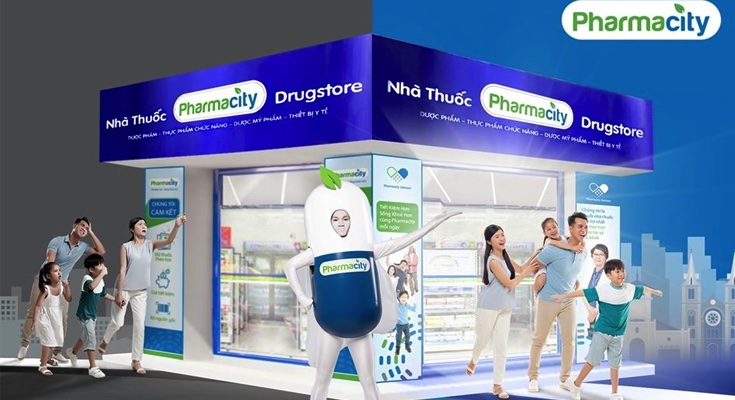 Pharmacity
Nhà Thuốc Pharmacity Drugstore
DƯỢC PHẨM – THỰC PHẨM CHỨC NĂNG – DƯỢC MỸ PHẨM – THIẾT BỊ Y TẾ
Nhà Thuốc Pharmacity Drugstore
DƯỢC PHẨM – THỰC PHẨM CHỨC NĂNG – DƯỢC MỸ PHẨM – THIẾT BỊ Y TẾ
Pharmacity
CHÚNG TÔI
CAM KẾT
Tiết Kiệm Hơn
Sống Khoẻ Hơn
cùng Pharmacity
mỗi ngày
Pharmacity